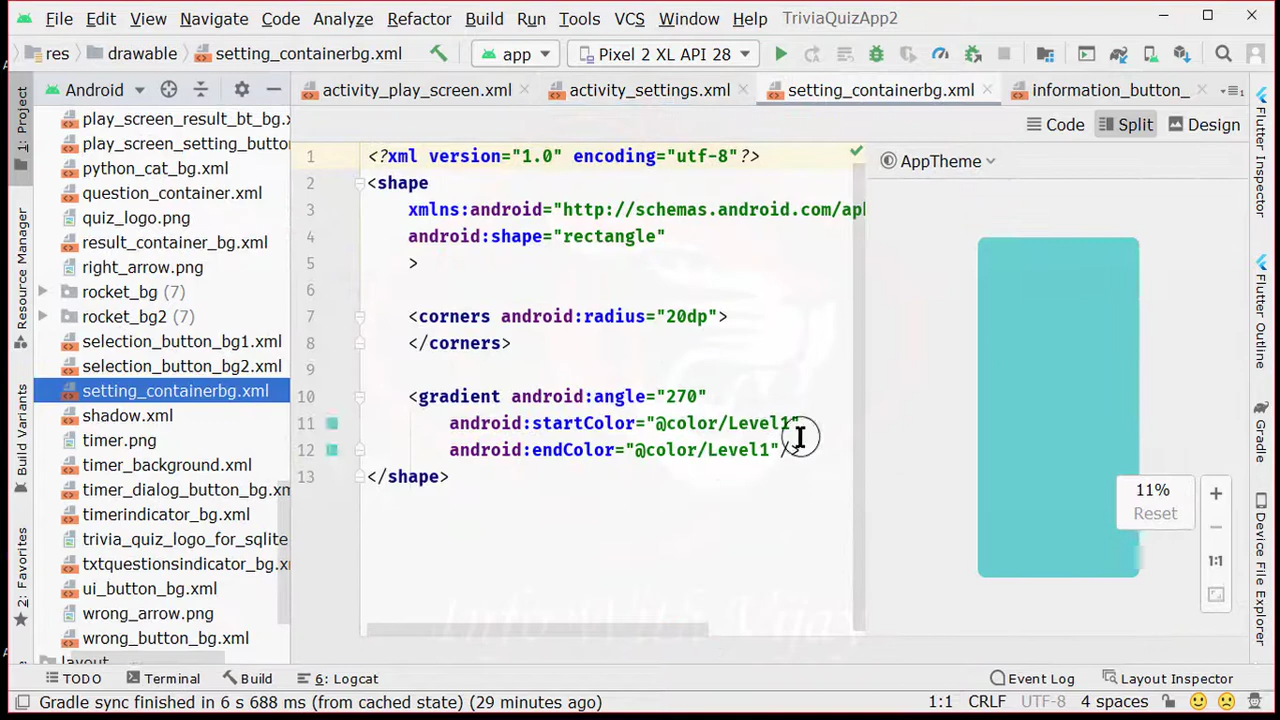 File Edit View Navigate Code Analyze Refactor Build Run Tools VCS Window Help TriviaQuizApp2
res drawable setting_containerbg.xml app Pixel 2 XL API 28
Android activity_play_screen.xml activity_settings.xml setting_containerbg.xml information_button_
Code Split Design
AppTheme
1: Project
Resource Manager
Build Variants
2: Favorites
play_screen_result_bt_bg.x
play_screen_setting_butto
python_cat_bg.xml
question_container.xml
quiz_logo.png
result_container_bg.xml
right_arrow.png
rocket_bg (7)
rocket_bg2 (7)
selection_button_bg1.xml
selection_button_bg2.xml
setting_containerbg.xml
shadow.xml
timer.png
timer_background.xml
timer_dialog_button_bg.xm
timerindicator_bg.xml
trivia_quiz_logo_for_sqlite
txtquestionsindicator_bg.xml
ui_button_bg.xml
wrong_arrow.png
wrong_button_bg.xml
layout
1 <?xml version="1.0" encoding="utf-8"?>
2 <shape
3 xmlns:android="http://schemas.android.com/apk
4 android:shape="rectangle"
5 >
6
7 <corners android:radius="20dp">
8 </corners>
9
10 <gradient android:angle="270"
11 android:startColor="@color/Level1"
12 android:endColor="@color/Level1"/>
13 </shape>
11%
Reset
1:1
Flutter Inspector
Flutter Outline
Gradle
Device File Explorer
TODO Terminal Build 6: Logcat Event Log Layout Inspector
Gradle sync finished in 6 s 688 ms (from cached state) (29 minutes ago) 1:1 CRLF UTF-8 4 spaces